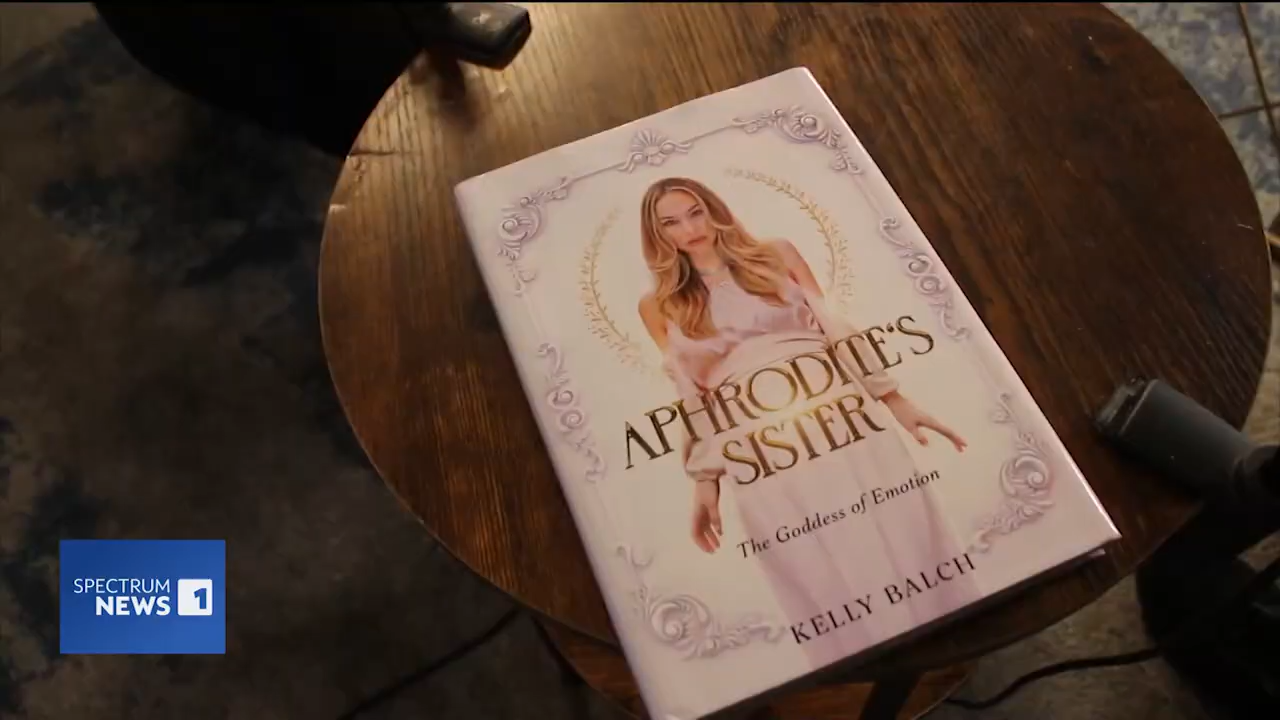 APHRODITE'S
SISTER
The Goddess of Emotion
KELLY BALCH
SPECTRUM
NEWS 1